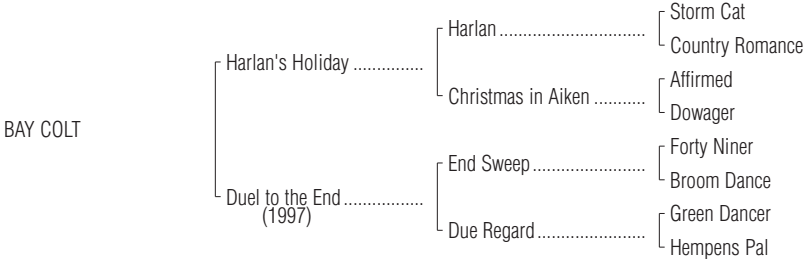 Storm Cat
Harlan ..............................
Country Romance
Harlan's Holiday ...............
Affirmed
Christmas in Aiken ...........
Dowager
BAY COLT
Forty Niner
End Sweep .......................
Broom Dance
Duel to the End .................
(1997)
Green Dancer
Due Regard ......................
Hempens Pal